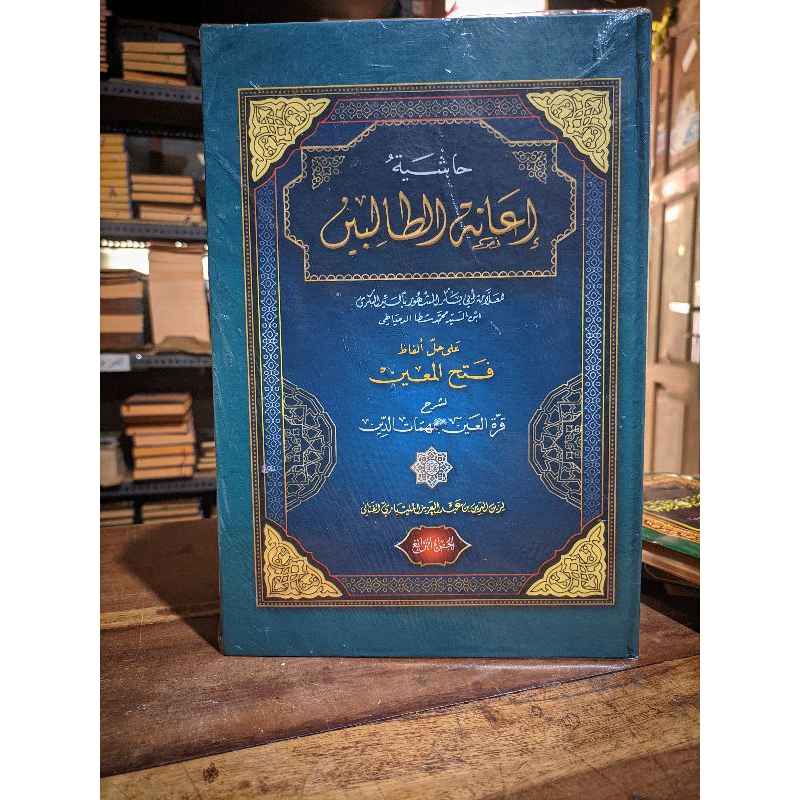 حاشية
إعانة الطالبين
للعلامة أبي بكر المشهور بالسيد البكري
ابن السيد محمد شطا الدمياطي
على حل ألفاظ
فتح المعين
لشرح
قرة العين بمهمات الدين
لزين الدين بن عبد العزيز المليباري الفناني
الجزء الرابع